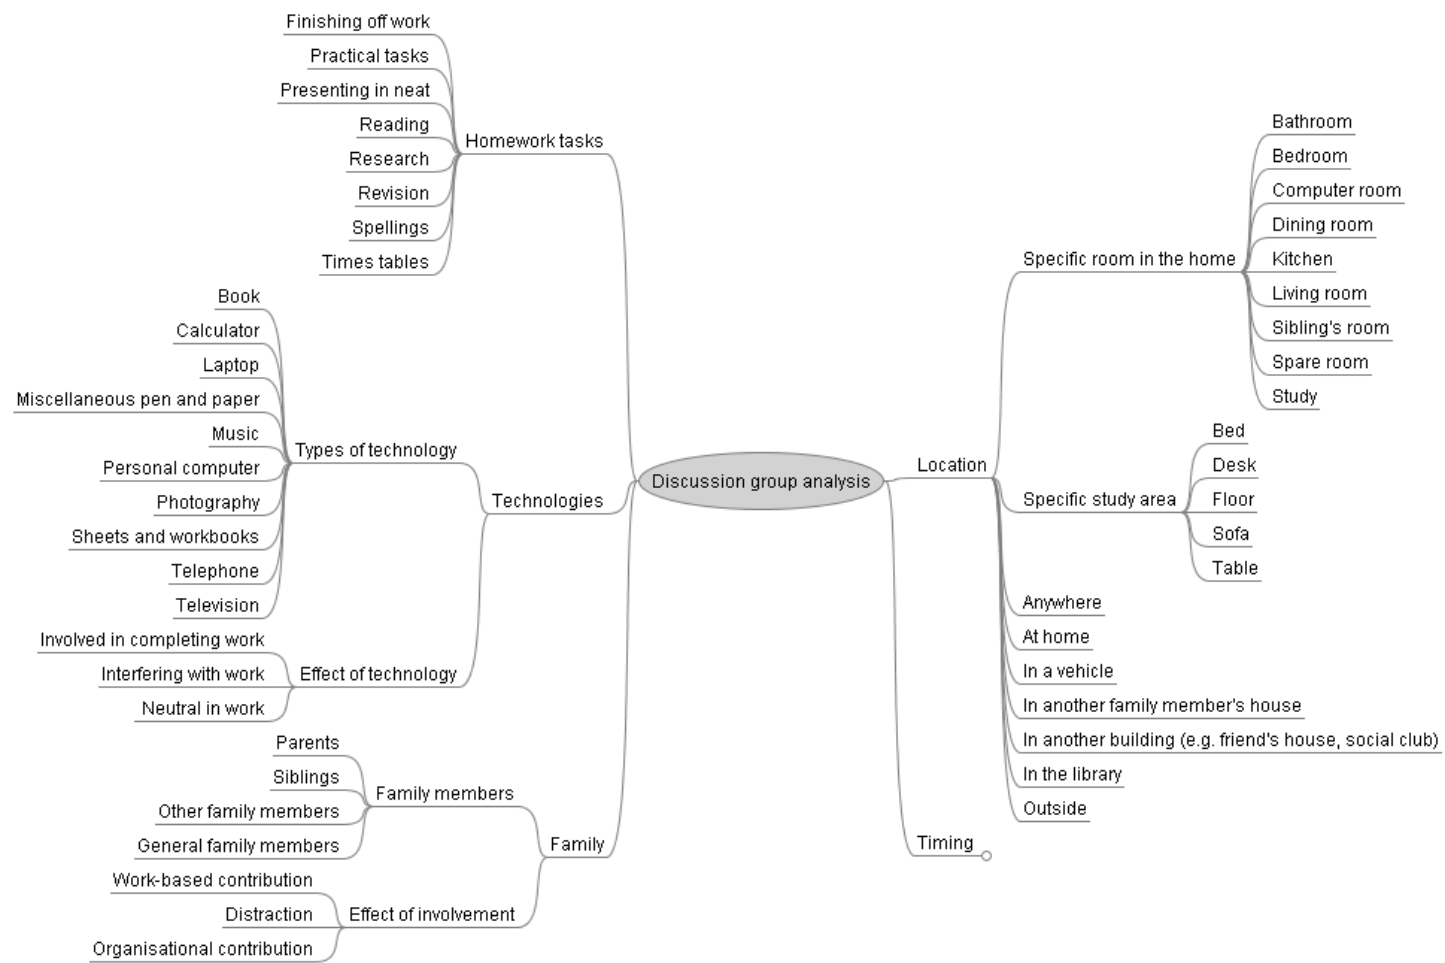 Finishing off work
Practical tasks
Presenting in neat
Reading
Research
Revision
Spellings
Times tables
Homework tasks
Book
Calculator
Laptop
Miscellaneous pen and paper
Music
Personal computer
Photography
Sheets and workbooks
Telephone
Television
Types of technology
Involved in completing work
Interfering with work
Neutral in work
Effect of technology
Technologies
Parents
Siblings
Other family members
General family members
Family members
Work-based contribution
Distraction
Organisational contribution
Effect of involvement
Family
Discussion group analysis
Location
Specific room in the home
Bathroom
Bedroom
Computer room
Dining room
Kitchen
Living room
Sibling's room
Spare room
Study
Specific study area
Bed
Desk
Floor
Sofa
Table
Anywhere
At home
In a vehicle
In another family member's house
In another building (e.g. friend's house, social club)
In the library
Outside
Timing